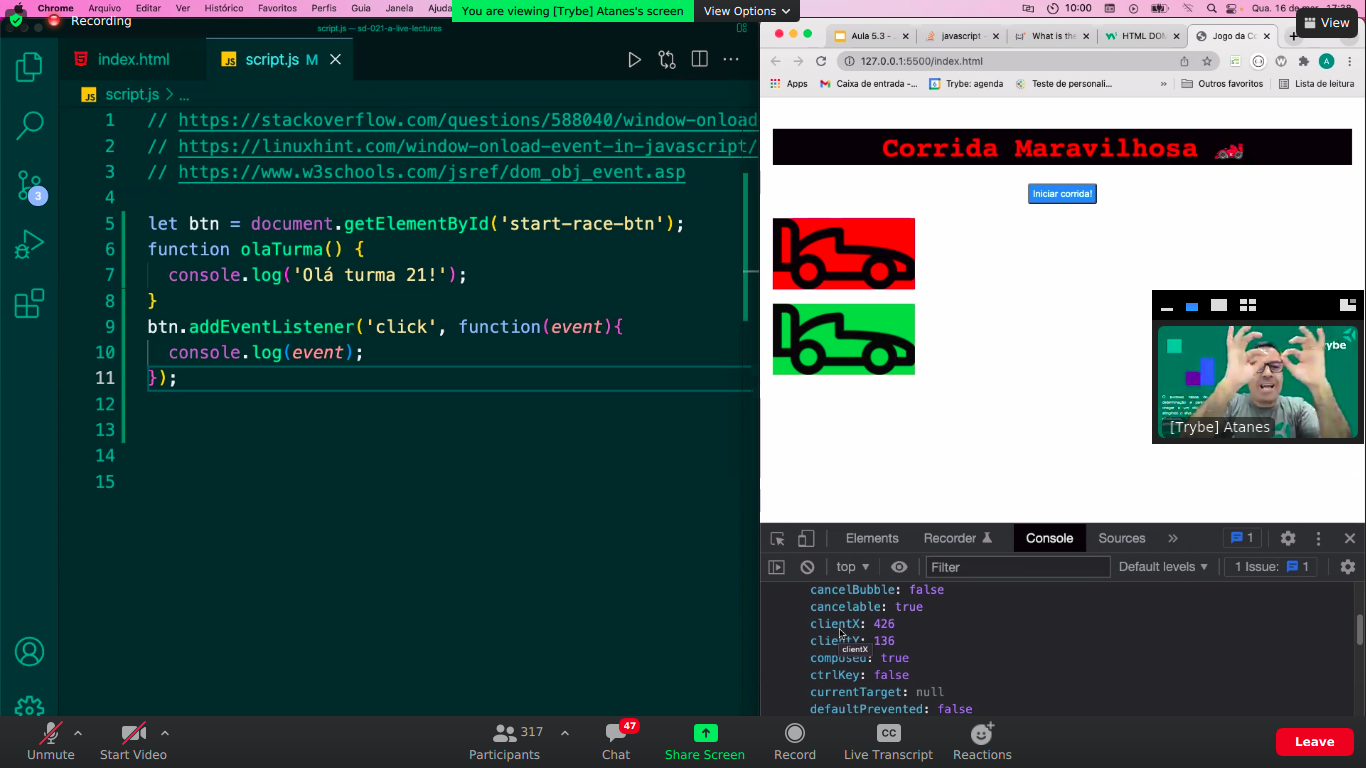 Chrome Arquivo Editar Ver Histórico Favoritos Perfis Guia Janela Ajuda
You are viewing [Trybe] Atanes's screen
View Options
10:00
Qua. 16 de mar. 17:38
Recording
View
script.js — sd-021-a-live-lectures
index.html
script.js M
JS script.js > ...
1 // https://stackoverflow.com/questions/588040/window-onload
2 // https://linuxhint.com/window-onload-event-in-javascript/
3 // https://www.w3schools.com/jsref/dom_obj_event.asp
4
5 let btn = document.getElementById('start-race-btn');
6 function olaTurma() {
7 console.log('Olá turma 21!');
8 }
9 btn.addEventListener('click', function(event){
10 console.log(event);
11 });
12
13
14
15
3
Aula 5.3 -
javascript -
What is the
HTML DOM
Jogo da Co
127.0.0.1:5500/index.html
A
Apps
Caixa de entrada -...
Trybe: agenda
Teste de personali...
»
Outros favoritos
Lista de leitura
Corrida Maravilhosa
Iniciar corrida!
Trybe
[Trybe] Atanes
Elements
Recorder
Console
Sources
»
1
top
Filter
Default levels
1 Issue: 1
cancelBubble: false
cancelable: true
clientX: 426
clientY: 136
clientX
composed: true
ctrlKey: false
currentTarget: null
defaultPrevented: false
Unmute
Start Video
317
Participants
47
Chat
Share Screen
Record
CC
Live Transcript
Reactions
Leave